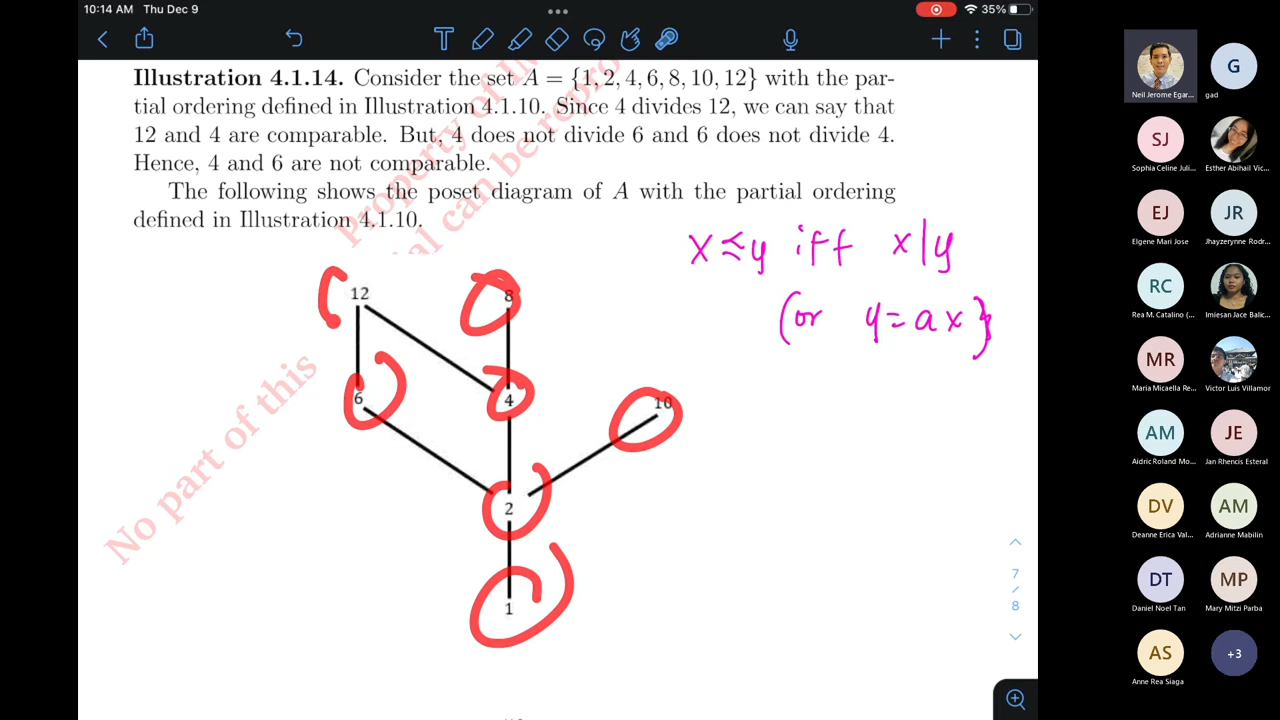 10:14 AM Thu Dec 9
35%
Illustration 4.1.14. Consider the set A = {1, 2, 4, 6, 8, 10, 12} with the par-
tial ordering defined in Illustration 4.1.10. Since 4 divides 12, we can say that
12 and 4 are comparable. But, 4 does not divide 6 and 6 does not divide 4.
Hence, 4 and 6 are not comparable.
The following shows the poset diagram of A with the partial ordering
defined in Illustration 4.1.10.
x ≼ y iff x|y
(or y = ax)
12
8
6
4
10
2
1
No part of this
Property of
al can be repro
7
/
8
Neil Jerome Egar...
G
gad
SJ
Sophia Celine Juli...
Esther Abihail Vic...
EJ
Elgene Mari Jose
JR
Jhayzerynne Rodr...
RC
Rea M. Catalino (...
Imiesan Jace Balic...
MR
Maria Micaella Re...
Victor Luis Villamor
AM
Aidric Roland Mo...
JE
Jan Rhencis Esteral
DV
Deanne Erica Val...
AM
Adrianne Mabilin
DT
Daniel Noel Tan
MP
Mary Mitzi Parba
AS
Anne Rea Siaga
+3